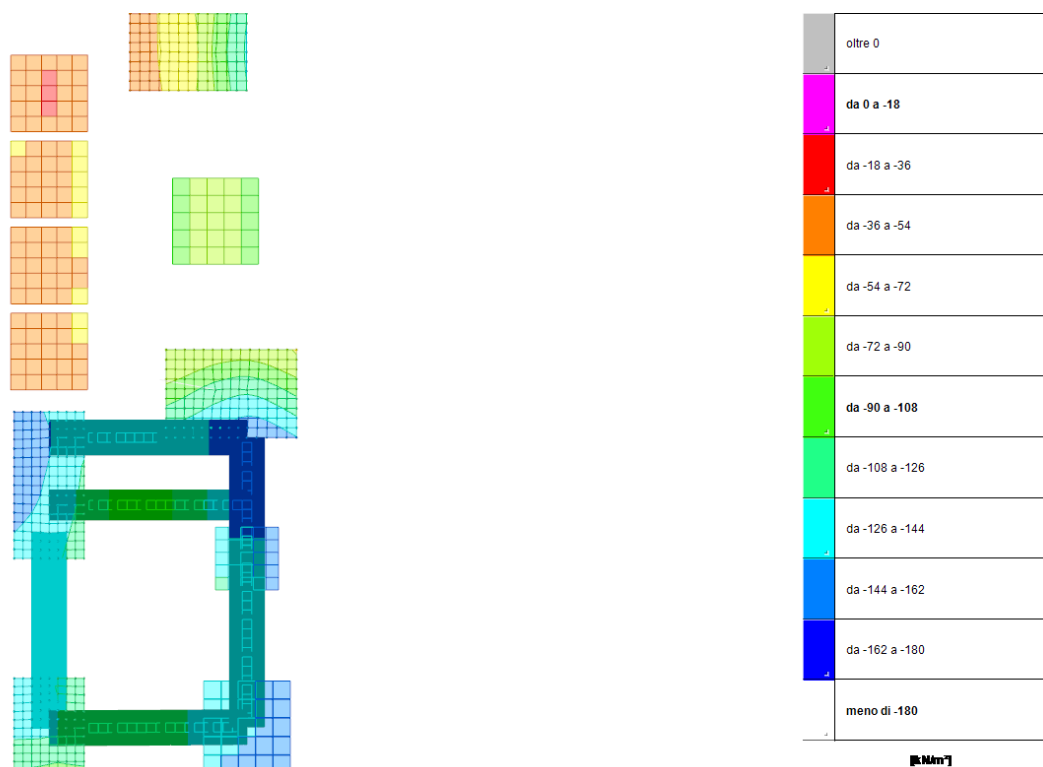 oltre 0
da 0 a -18
da -18 a -36
da -36 a -54
da -54 a -72
da -72 a -90
da -90 a -108
da -108 a -126
da -126 a -144
da -144 a -162
da -162 a -180
meno di -180
[kN/m²]